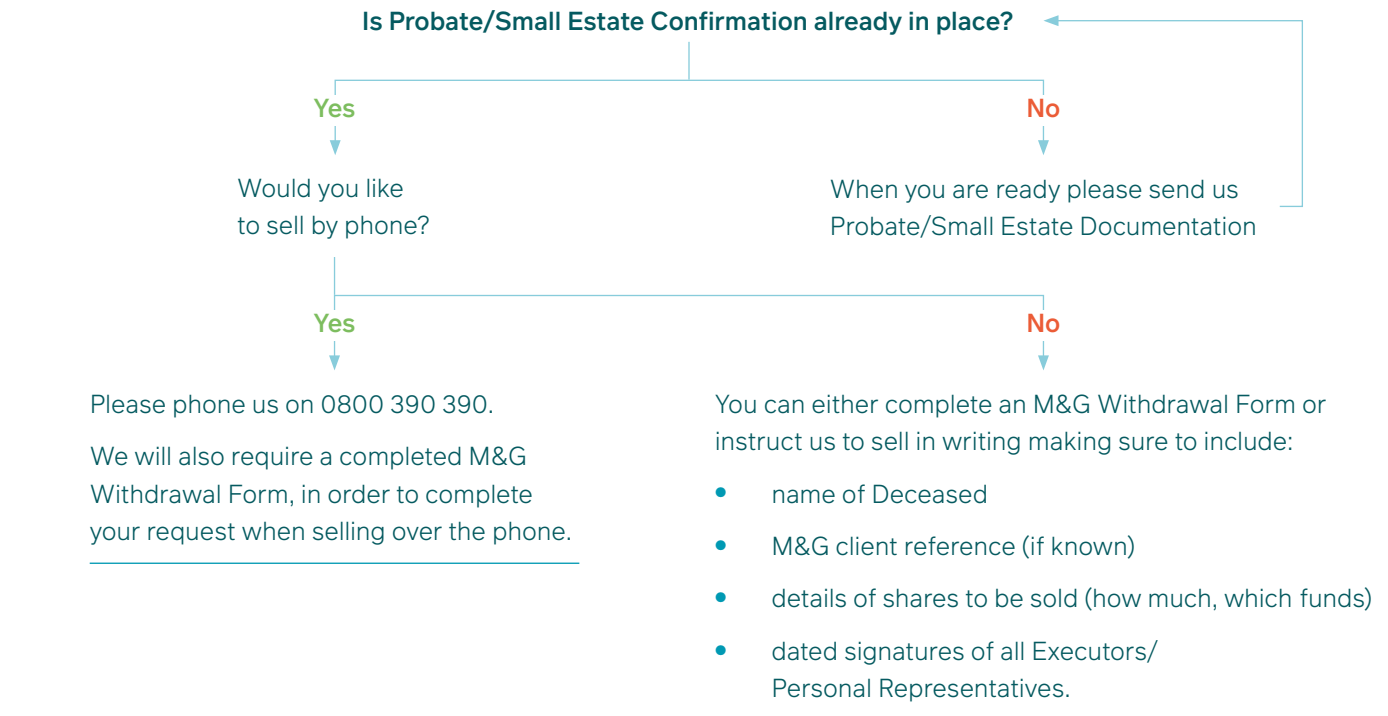 Is Probate/Small Estate Confirmation already in place?
Yes
No
Would you like
to sell by phone?
When you are ready please send us
Probate/Small Estate Documentation
Yes
No
Please phone us on 0800 390 390.
We will also require a completed M&G
Withdrawal Form, in order to complete
your request when selling over the phone.
You can either complete an M&G Withdrawal Form or
instruct us to sell in writing making sure to include:
• name of Deceased
• M&G client reference (if known)
• details of shares to be sold (how much, which funds)
• dated signatures of all Executors/
Personal Representatives.